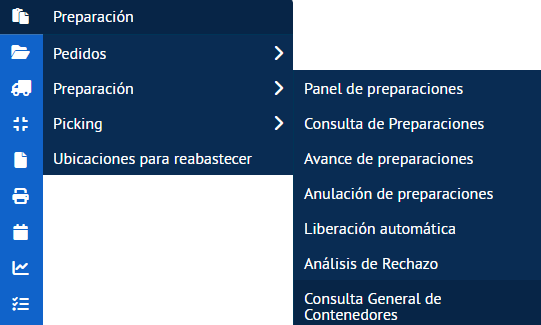 Preparación
Pedidos
Preparación
Picking
Ubicaciones para reabastecer
Panel de preparaciones
Consulta de Preparaciones
Avance de preparaciones
Anulación de preparaciones
Liberación automática
Análisis de Rechazo
Consulta General de
Contenedores